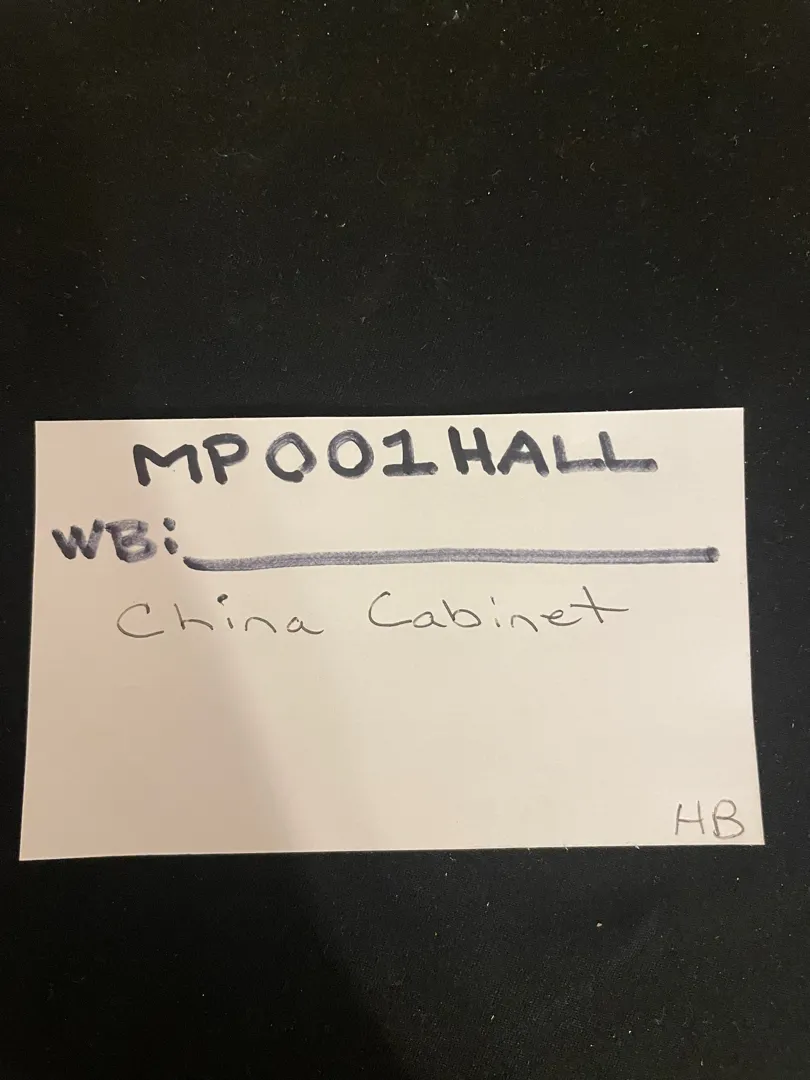 MP001HALL
WB:
China Cabinet
HB